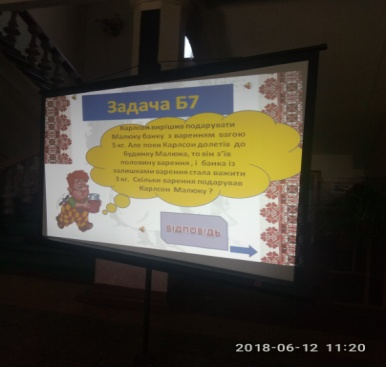 Задача Б7
Карлсон вирішив подарувати
Малюку банку з варенням вагою
5 кг. Але поки Карлсон долетів до
будинку Малюка, то він з'їв
половину варення, і банка із
залишками варення стала важити
3 кг. Скільки варення подарував
Карлсон Малюку?
ВІДПОВІДЬ
2018-06-12 11:20